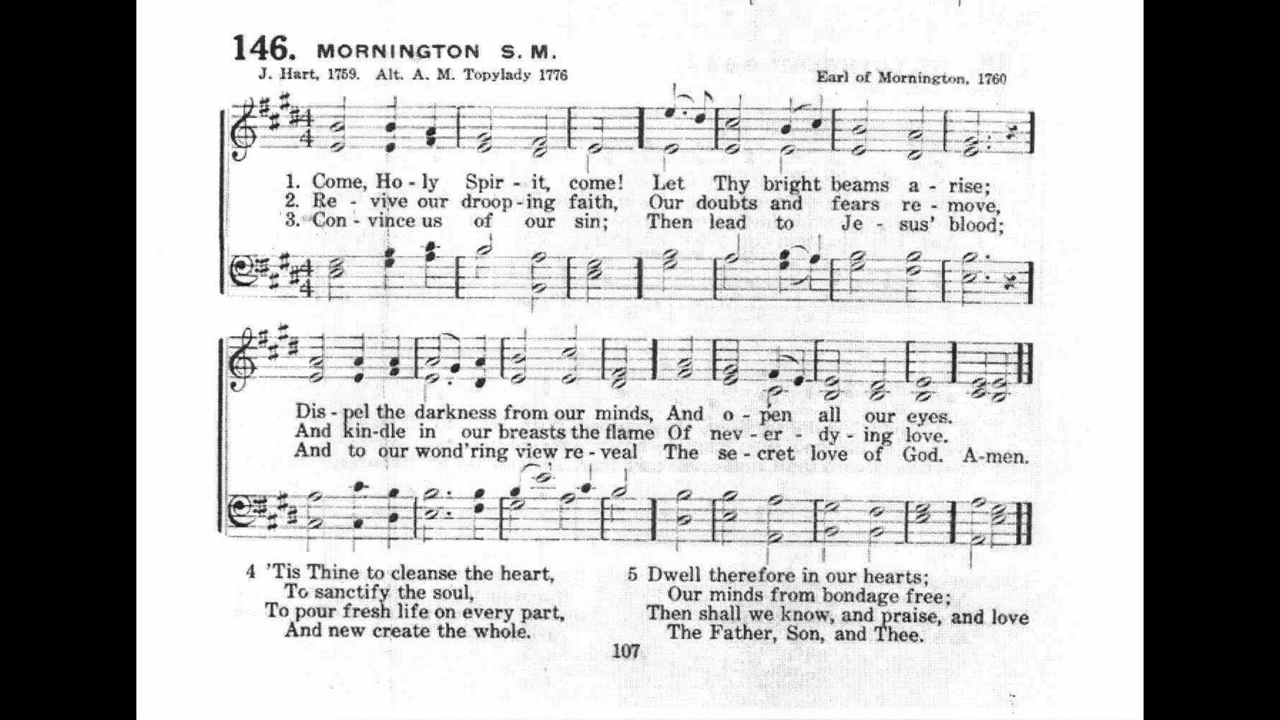 146. MORNINGTON S. M.
J. Hart, 1759. Alt. A. M. Topylady 1776 Earl of Mornington, 1760
1. Come, Ho - ly Spir - it, come! Let Thy bright beams a - rise;
2. Re - vive our droop - ing faith, Our doubts and fears re - move,
3. Con - vince us of our sin; Then lead to Je - sus' blood;
Dis - pel the darkness from our minds, And o - pen all our eyes.
And kin-dle in our breasts the flame Of nev - er - dy - ing love.
And to our wond'ring view re - veal The se - cret love of God. A-men.
4 'Tis Thine to cleanse the heart,
To sanctify the soul,
To pour fresh life on every part,
And new create the whole.
5 Dwell therefore in our hearts;
Our minds from bondage free;
Then shall we know, and praise, and love
The Father, Son, and Thee.
107